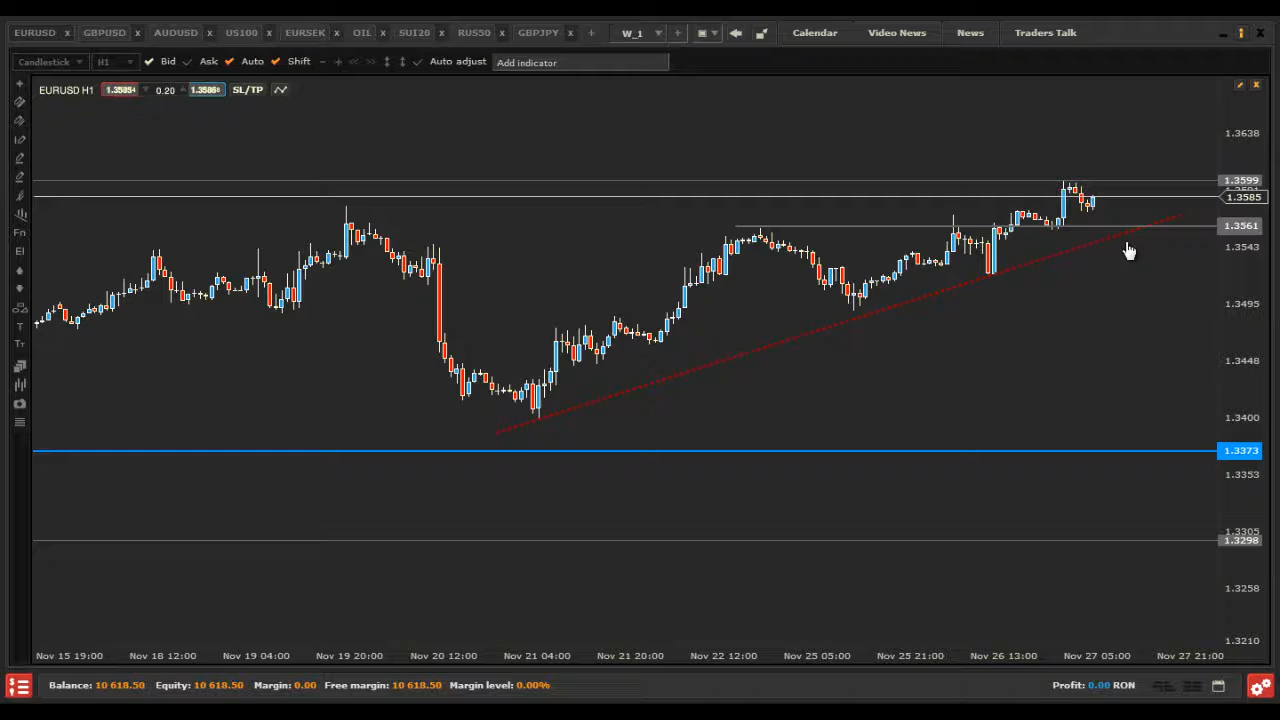 EURUSD x GBPUSD x AUDUSD x US100 x EURSEK x OIL x SUI20 x RUS50 x GBPJPY x + W_1 + Calendar Video News News Traders Talk
Candlestick H1 Bid Ask Auto Shift − + << >> Auto adjust Add indicator
EURUSD H1 1.3585 0.20 1.3586 SL/TP
1.3638
1.3599
1.3585
1.3561
1.3543
1.3495
1.3448
1.3400
1.3373
1.3353
1.3305
1.3298
1.3258
1.3210
Fn
EI
T
TT
Nov 15 19:00 Nov 18 12:00 Nov 19 04:00 Nov 19 20:00 Nov 20 12:00 Nov 21 04:00 Nov 21 20:00 Nov 22 12:00 Nov 25 05:00 Nov 25 21:00 Nov 26 13:00 Nov 27 05:00 Nov 27 21:00
Balance: 10 618.50 Equity: 10 618.50 Margin: 0.00 Free margin: 10 618.50 Margin level: 0.00% Profit: 0.00 RON